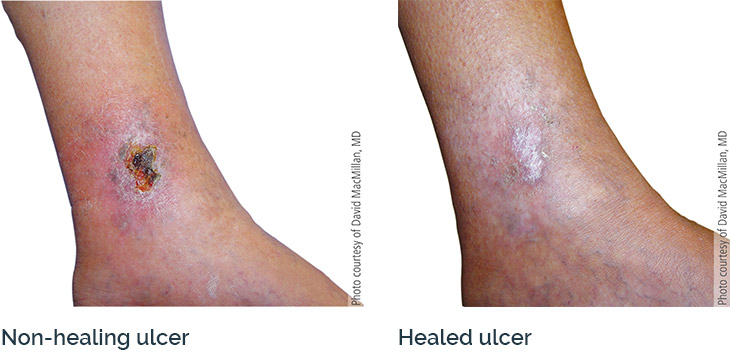 Photo courtesy of David MacMillan, MD
Photo courtesy of David MacMillan, MD
Non-healing ulcer
Healed ulcer